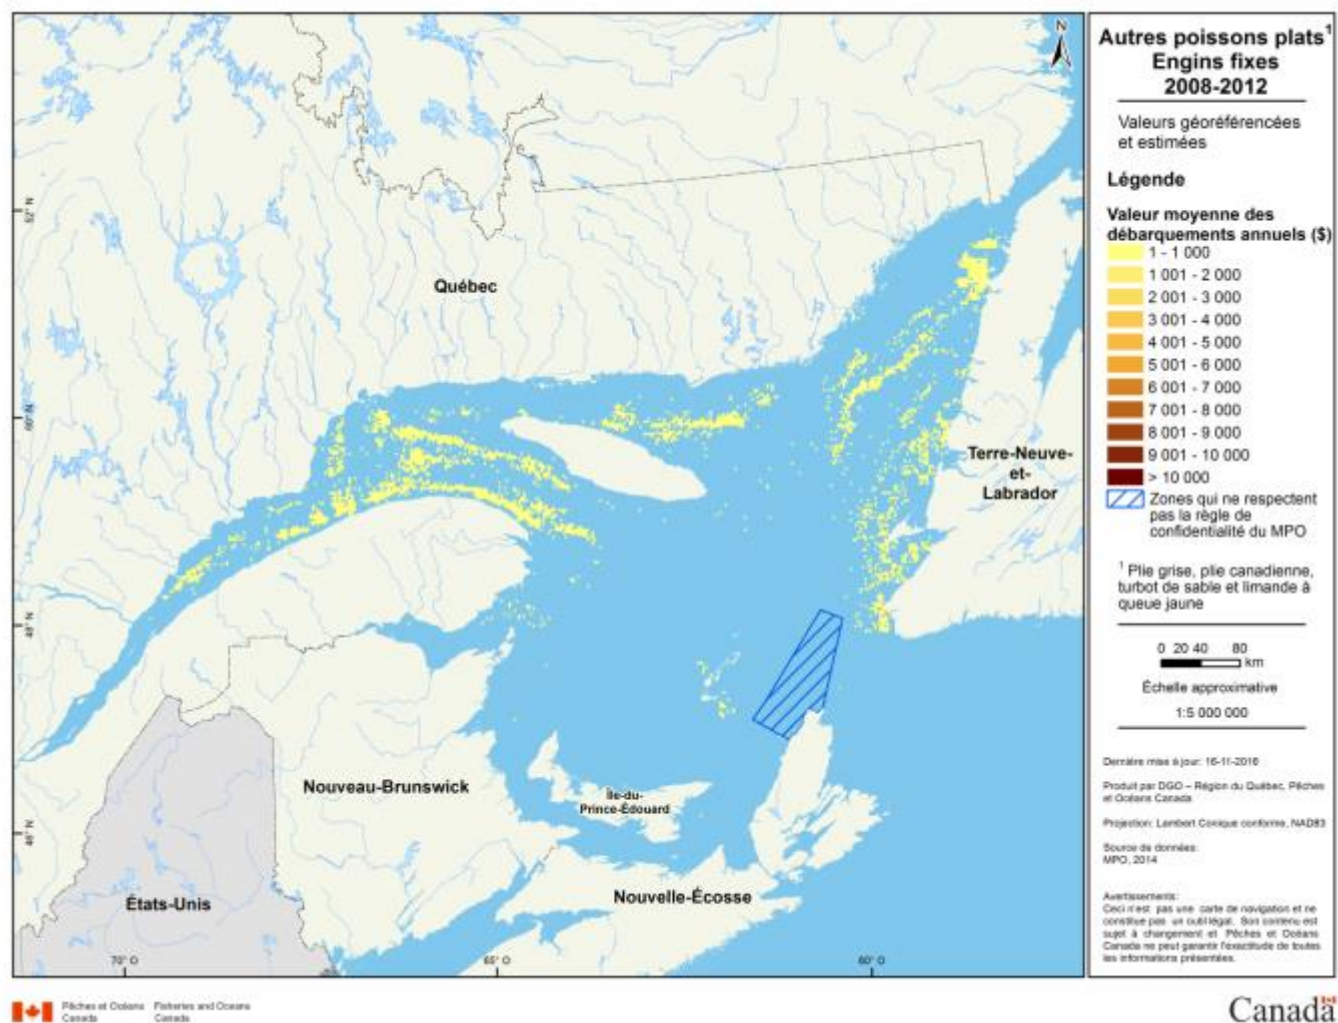 Autres poissons plats¹
Engins fixes
2008-2012
Valeurs géoréférencées
et estimées
Légende
Valeur moyenne des
débarquements annuels ($)
1 - 1 000
1 001 - 2 000
2 001 - 3 000
3 001 - 4 000
4 001 - 5 000
5 001 - 6 000
6 001 - 7 000
7 001 - 8 000
8 001 - 9 000
9 001 - 10 000
> 10 000
Zones qui ne respectent
pas la règle de
confidentialité du MPO
¹ Plie grise, plie canadienne,
turbot de sable et limande à
queue jaune
0 20 40 80
km
Échelle approximative
1:5 000 000
Dernière mise à jour: 16-11-2016
Produit par DGO – Région du Québec, Pêches
et Océans Canada
Projection: Lambert Conique conforme, NAD83
Source de données:
MPO, 2014
Avertissements:
Ceci n'est pas une carte de navigation et ne
constitue pas un outil légal. Son contenu est
sujet à changement et Pêches et Océans
Canada ne peut garantir l'exactitude de toutes
les informations présentées.
N
52° N
50° N
48° N
46° N
70° O
65° O
60° O
Québec
Terre-Neuve-
et-
Labrador
Nouveau-Brunswick
Île-du-
Prince-Édouard
Nouvelle-Écosse
États-Unis
Pêches et Océans Fisheries and Oceans
Canada Canada
Canada